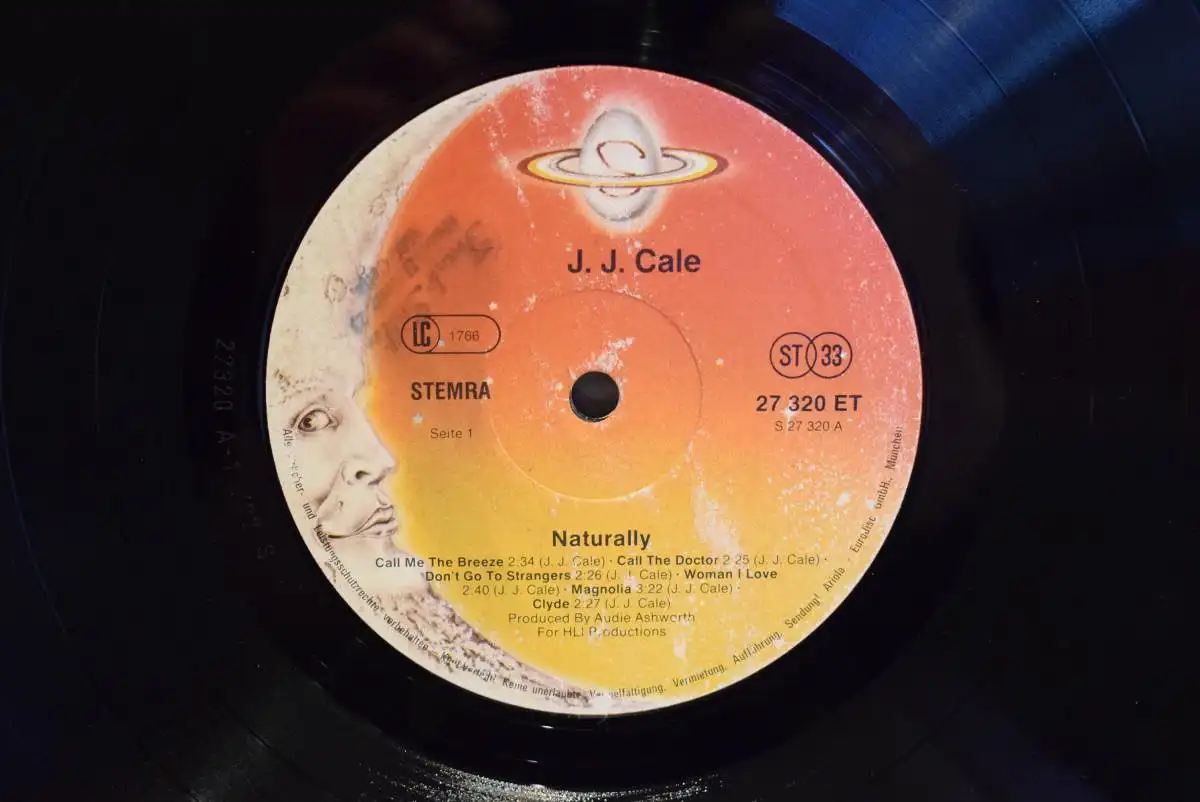 J. J. Cale
LC 1766
ST 33
STEMRA
27 320 ET
S 27 320 A
Seite 1
Naturally
Call Me The Breeze 2:34 (J. J. Cale) · Call The Doctor 2:25 (J. J. Cale) ·
Don't Go To Strangers 2:26 (J. J. Cale) · Woman I Love
2:40 (J. J. Cale) · Magnolia 3:22 (J. J. Cale) ·
Clyde 2:27 (J. J. Cale)
Produced By Audie Ashworth
For HLI Productions
Alle und Leistungsschutzrechte vorbehalten. Kein Verleih! Keine unerlaubte Vervielfältigung, Vermietung, Aufführung, Sendung! Ariola - Eurodisc GmbH., München
27320 A-1